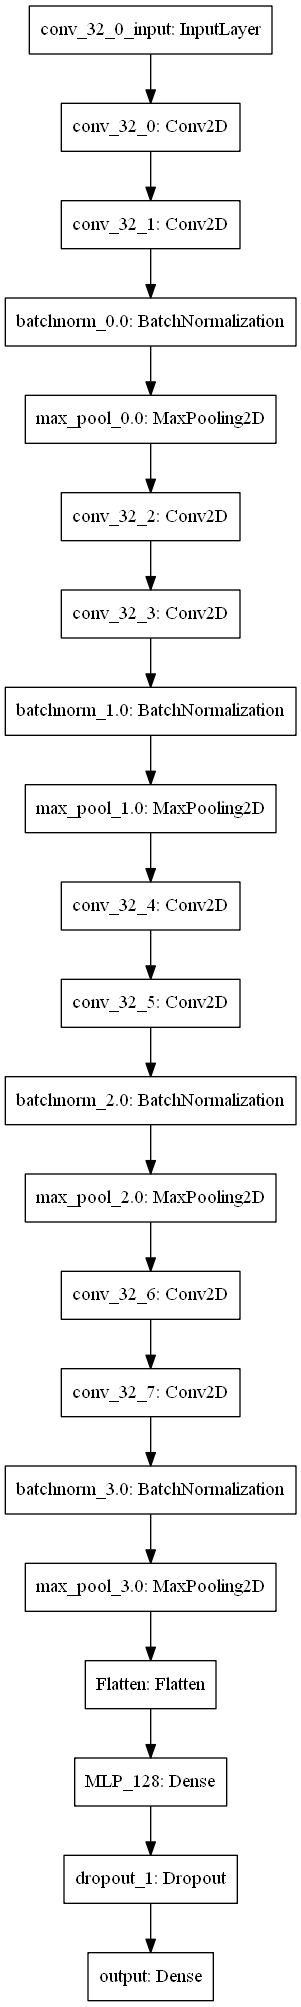 conv_32_0_input: InputLayer
conv_32_0: Conv2D
conv_32_1: Conv2D
batchnorm_0.0: BatchNormalization
max_pool_0.0: MaxPooling2D
conv_32_2: Conv2D
conv_32_3: Conv2D
batchnorm_1.0: BatchNormalization
max_pool_1.0: MaxPooling2D
conv_32_4: Conv2D
conv_32_5: Conv2D
batchnorm_2.0: BatchNormalization
max_pool_2.0: MaxPooling2D
conv_32_6: Conv2D
conv_32_7: Conv2D
batchnorm_3.0: BatchNormalization
max_pool_3.0: MaxPooling2D
Flatten: Flatten
MLP_128: Dense
dropout_1: Dropout
output: Dense